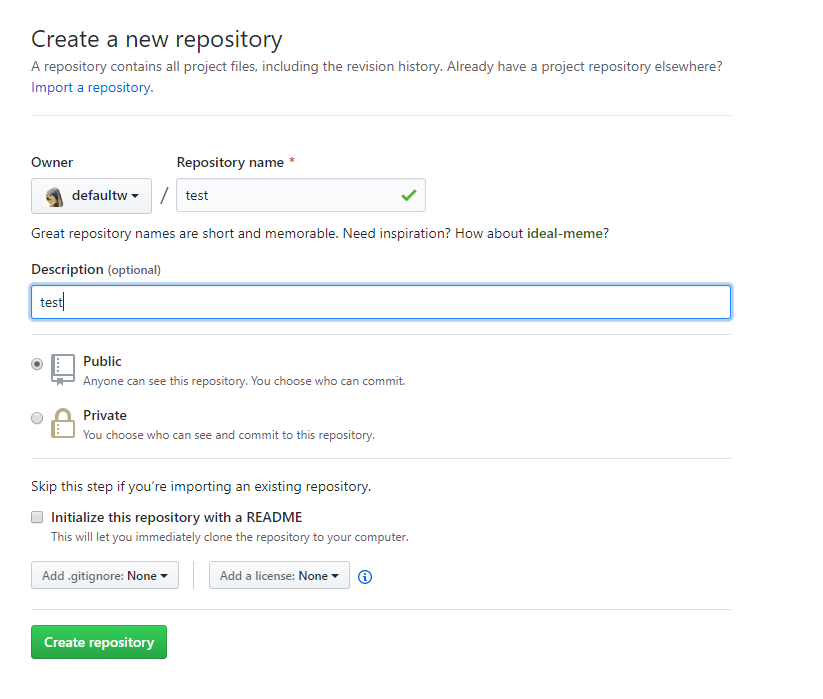 Create a new repository
A repository contains all project files, including the revision history. Already have a project repository elsewhere?
Import a repository.
Owner
Repository name *
defaultw / test
Great repository names are short and memorable. Need inspiration? How about ideal-meme?
Description (optional)
test
Public
Anyone can see this repository. You choose who can commit.
Private
You choose who can see and commit to this repository.
Skip this step if you’re importing an existing repository.
Initialize this repository with a README
This will let you immediately clone the repository to your computer.
Add .gitignore: None
Add a license: None
Create repository